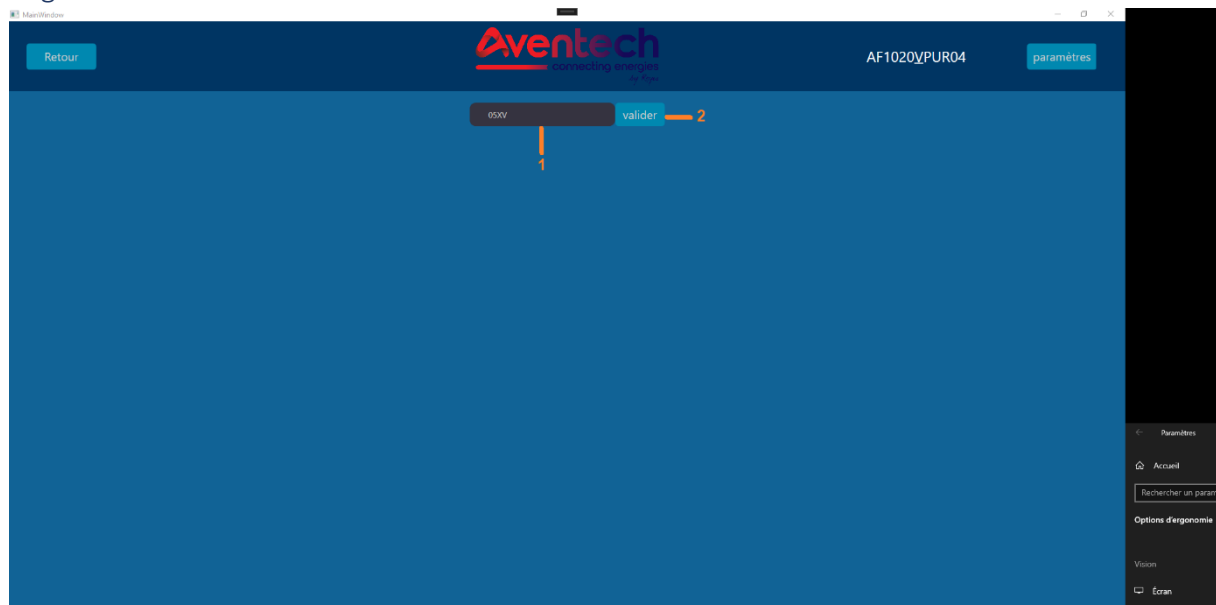 MainWindow
Retour
Aventech
connecting energies
AF1020VPUR04
paramètres
05XV
valider
2
1
Paramètres
Accueil
Rechercher un param
Options d'ergonomie
Vision
Écran